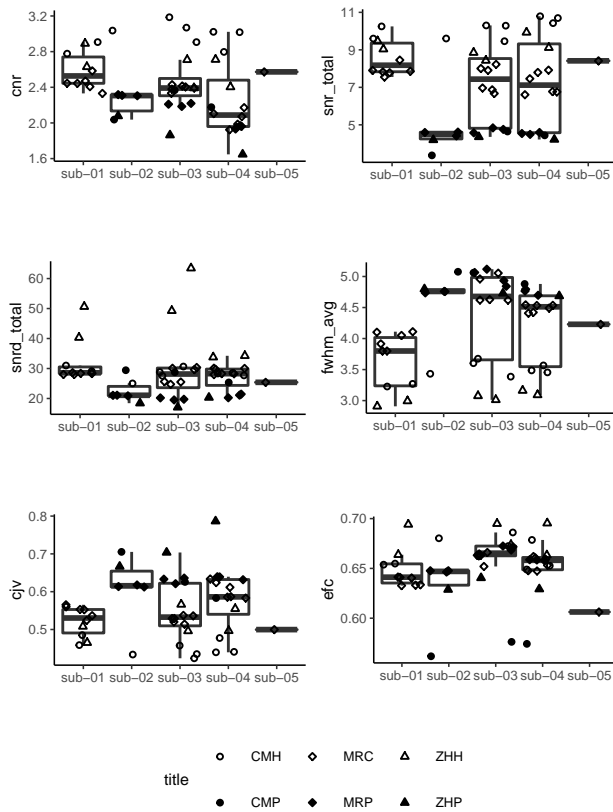 3.2
2.8
2.4
2.0
1.6
cnr
sub−01 sub−02 sub−03 sub−04 sub−05
11
9
7
5
snr_total
sub−01 sub−02 sub−03 sub−04 sub−05
60
50
40
30
20
snrd_total
sub−01 sub−02 sub−03 sub−04 sub−05
5.0
4.5
4.0
3.5
3.0
fwhm_avg
sub−01 sub−02 sub−03 sub−04 sub−05
0.8
0.7
0.6
0.5
cjv
sub−01 sub−02 sub−03 sub−04 sub−05
0.70
0.65
0.60
efc
sub−01 sub−02 sub−03 sub−04 sub−05
title
CMH MRC ZHH
CMP MRP ZHP